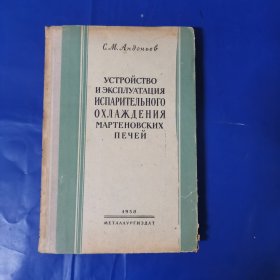 С.М. Андоньев
УСТРОЙСТВО
И ЭКСПЛУАТАЦИЯ
ИСПАРИТЕЛЬНОГО
ОХЛАЖДЕНИЯ
МАРТЕНОВСКИХ
ПЕЧЕЙ
1958
МЕТАЛЛУРГИЗДАТ